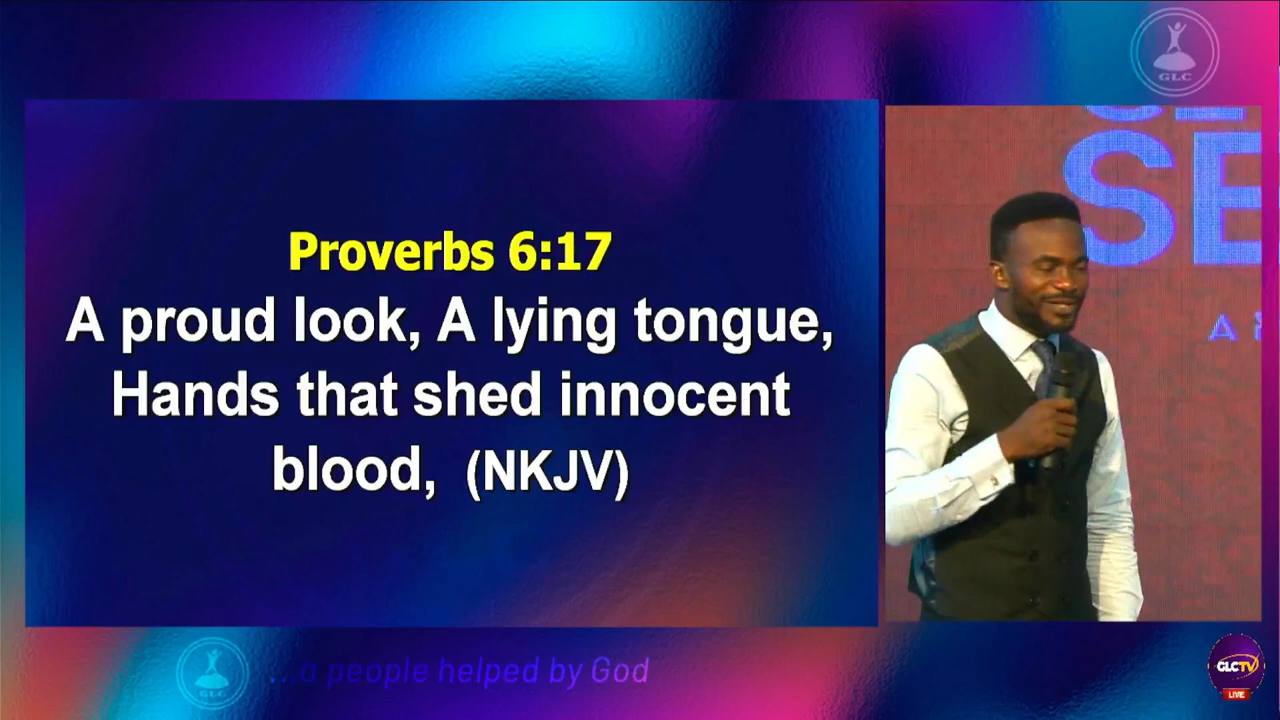 GLC
Proverbs 6:17
A proud look, A lying tongue,
Hands that shed innocent
blood, (NKJV)
SE
A
...a people helped by God
GLC
GLCTV
LIVE